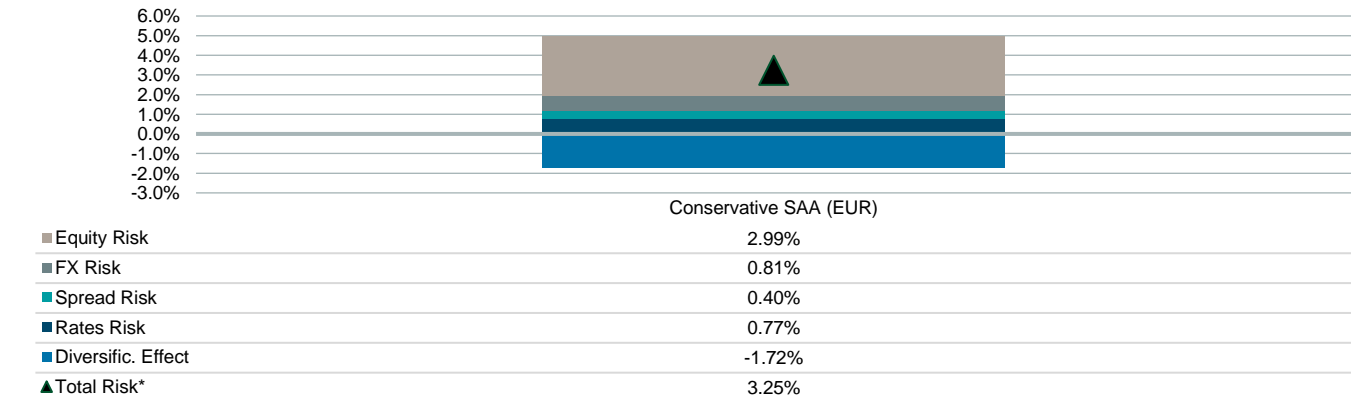 6.0%
5.0%
4.0%
3.0%
2.0%
1.0%
0.0%
-1.0%
-2.0%
-3.0%
Conservative SAA (EUR)
Equity Risk 2.99%
FX Risk 0.81%
Spread Risk 0.40%
Rates Risk 0.77%
Diversific. Effect -1.72%
Total Risk* 3.25%